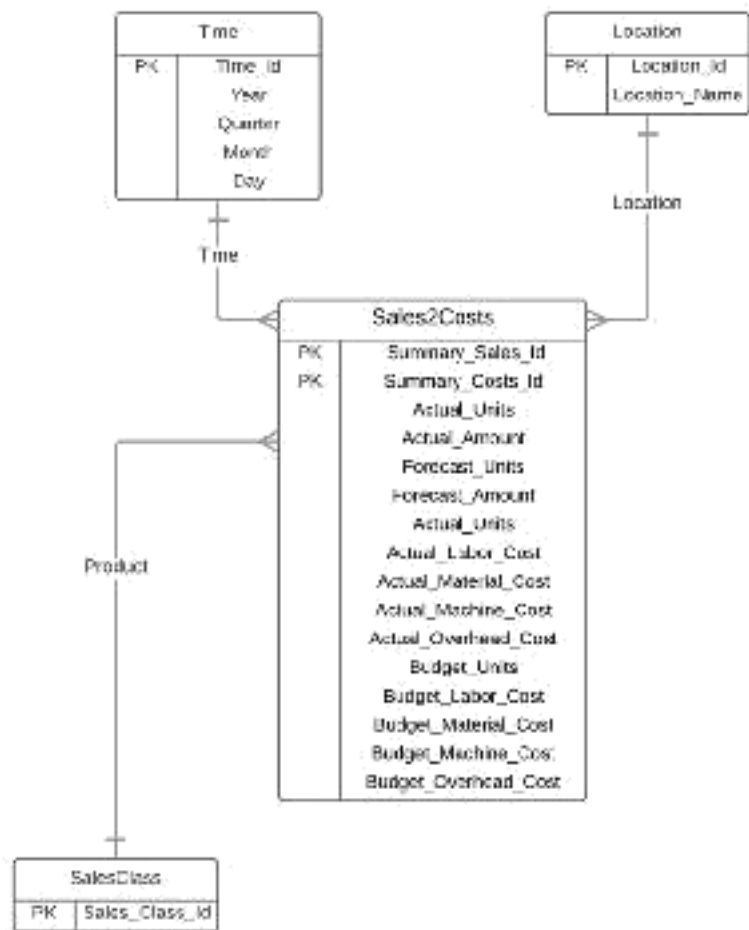 Time
PK Time_Id
Year
Quarter
Month
Day
Location
PK Location_Id
Location_Name
Time
Location
Sales2Costs
PK Summary_Sales_Id
PK Summary_Costs_Id
Actual_Units
Actual_Amount
Forecast_Units
Forecast_Amount
Actual_Units
Actual_Labor_Cost
Actual_Material_Cost
Actual_Machine_Cost
Actual_Overhead_Cost
Budget_Units
Budget_Labor_Cost
Budget_Material_Cost
Budget_Machine_Cost
Budget_Overhead_Cost
Product
SalesClass
PK Sales_Class_Id